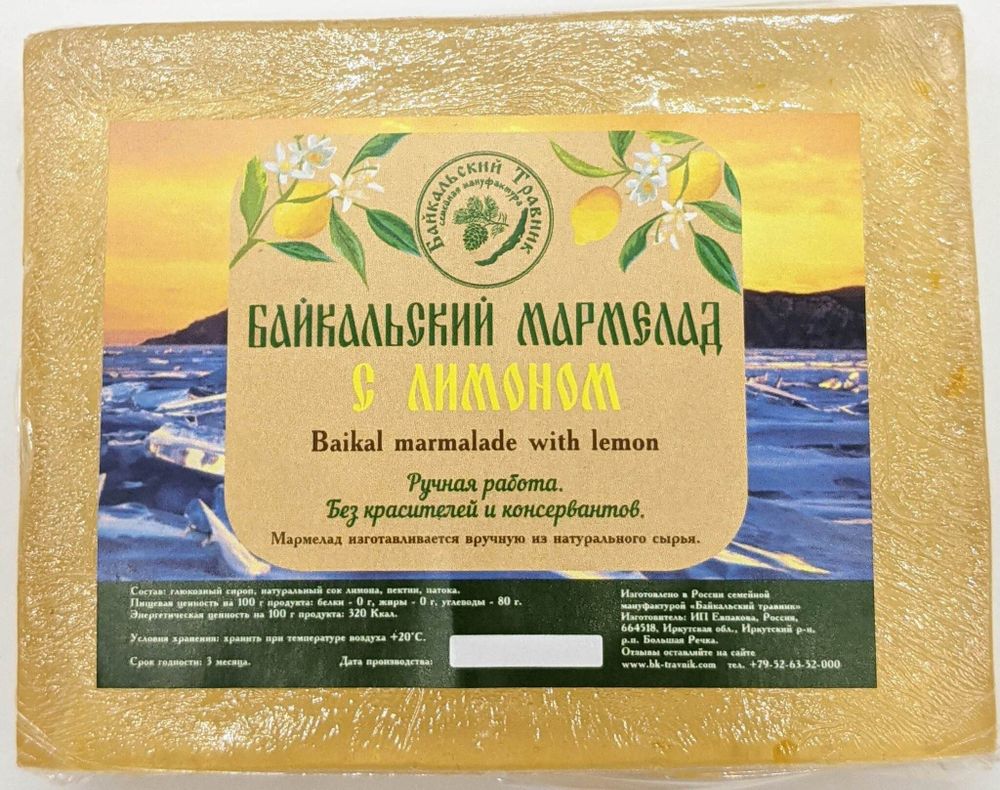 Байкальский Травник
семейная мануфактура
БАЙКАЛЬСКИЙ МАРМЕЛАД
С ЛИМОНОМ
Baikal marmalade with lemon
Ручная работа.
Без красителей и консервантов.
Мармелад изготавливается вручную из натурального сырья.
Состав: глюкозный сироп, натуральный сок лимона, пектин, патока.
Пищевая ценность на 100 г продукта: белки - 0 г, жиры - 0 г, углеводы - 80 г.
Энергетическая ценность на 100 г продукта: 320 Ккал.
Условия хранения: хранить при температуре воздуха +20°С.
Срок годности: 3 месяца. Дата производства:
Изготовлено в России семейной
мануфактурой «Байкальский травник»
Изготовитель: ИП Евпакова, Россия,
664518, Иркутская обл., Иркутский р-н,
р.п. Большая Речка.
Отзывы оставляйте на сайте
www.bk-travnik.com тел. +79-52-63-52-000